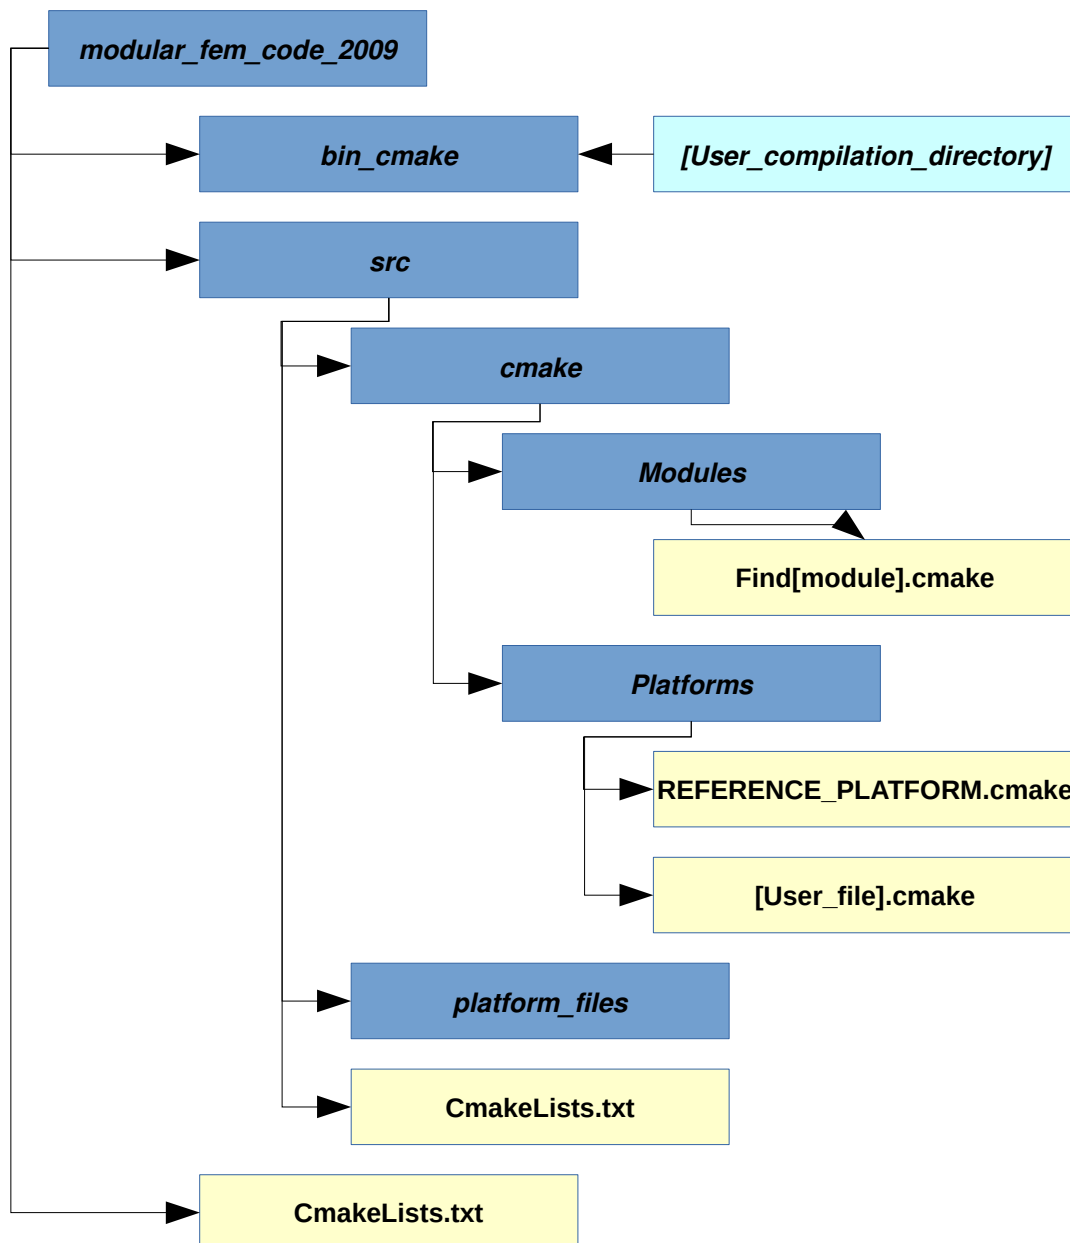 modular_fem_code_2009
bin_cmake
[User_compilation_directory]
src
cmake
Modules
Find[module].cmake
Platforms
REFERENCE_PLATFORM.cmake
[User_file].cmake
platform_files
CmakeLists.txt
CmakeLists.txt